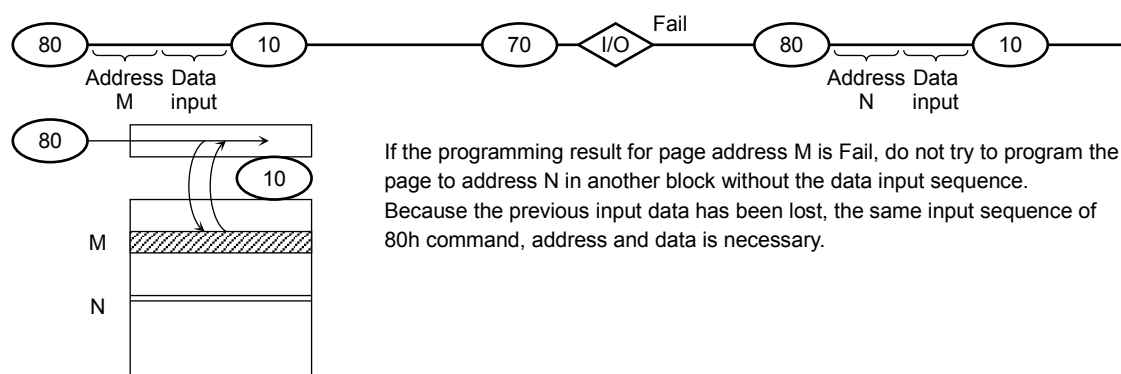 80 10 70 I/O Fail 80 10
Address Data Address Data
M input N input
80
10
If the programming result for page address M is Fail, do not try to program the
page to address N in another block without the data input sequence.
Because the previous input data has been lost, the same input sequence of
80h command, address and data is necessary.
M
N